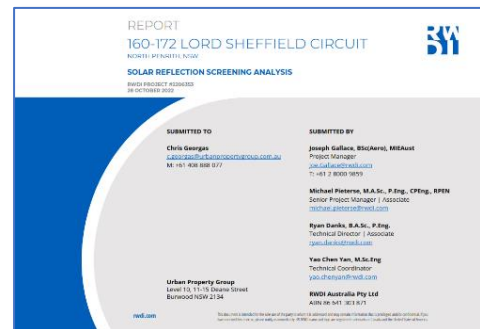 REPORT
160-172 LORD SHEFFIELD CIRCUIT
NORTH PENRITH, NSW
SOLAR REFLECTION SCREENING ANALYSIS
RWDI PROJECT #2206353
28 OCTOBER 2022
RWDI
SUBMITTED TO
Chris Georgas
c.georgas@urbanpropertygroup.com.au
M: +61 408 888 077
Urban Property Group
Level 10, 11-15 Deane Street
Burwood NSW 2134
SUBMITTED BY
Joseph Gallace, BSc(Aero), MIEAust
Project Manager
Joe.Gallace@rwdi.com
T: +61 2 8000 9859
Michael Pieterse, M.A.Sc., P.Eng., CPEng., RPEN
Senior Project Manager | Associate
michael.pieterse@rwdi.com
Ryan Danks, B.A.Sc., P.Eng.
Technical Director | Associate
ryan.danks@rwdi.com
Yao Chen Yan, M.Sc.Eng
Technical Coordinator
yao.chenyan@rwdi.com
RWDI Australia Pty Ltd
ABN 86 641 303 871
rwdi.com